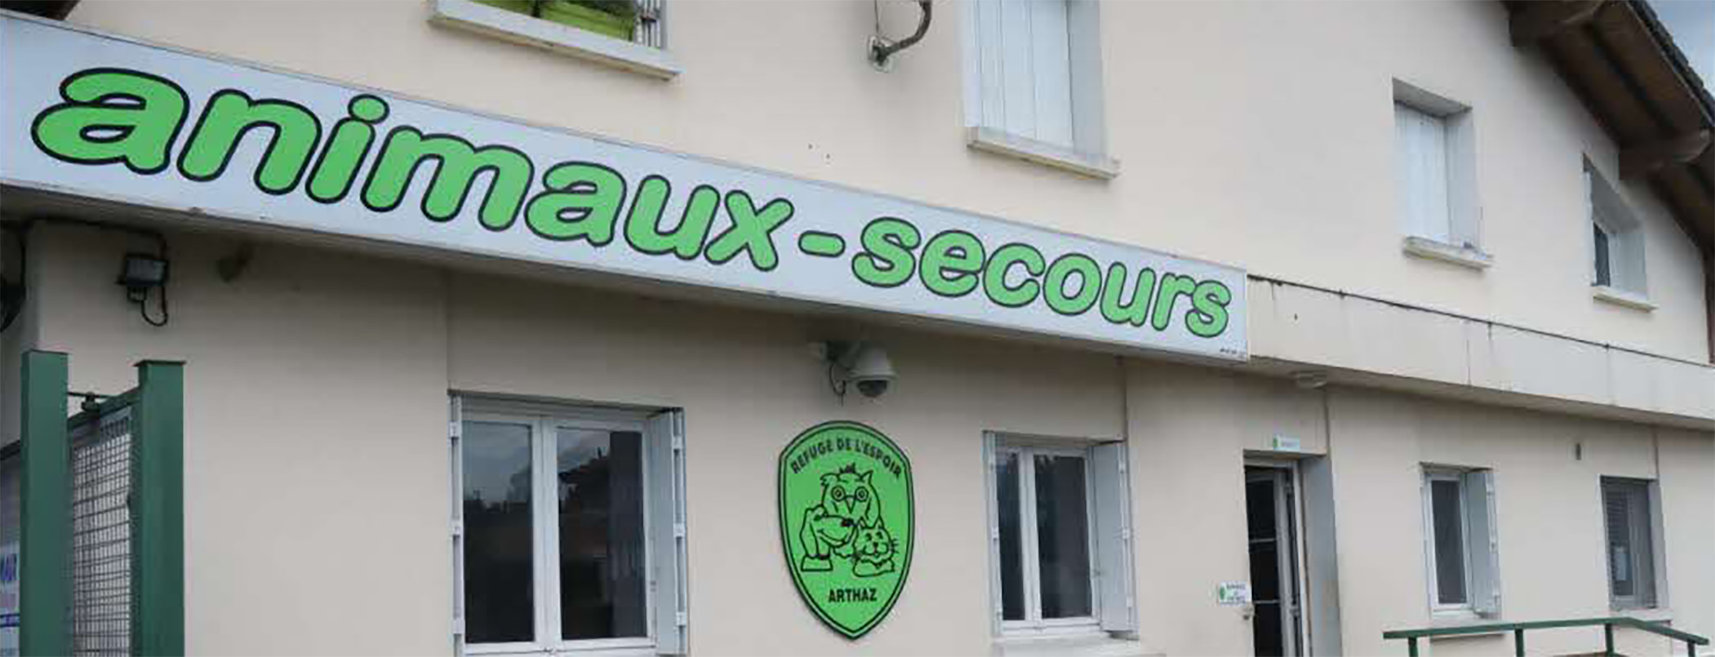 animaux-secours
REFUGE DE L'ESPOIR
ARTHAZ